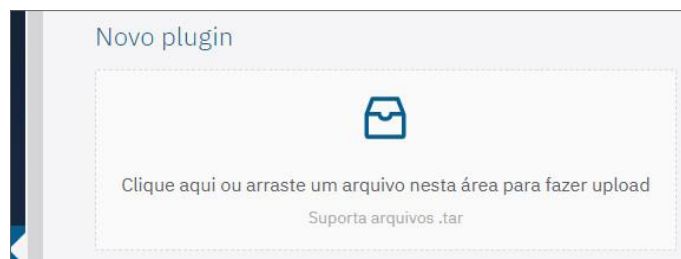 Novo plugin
Clique aqui ou arraste um arquivo nesta área para fazer upload
Suporta arquivos .tar